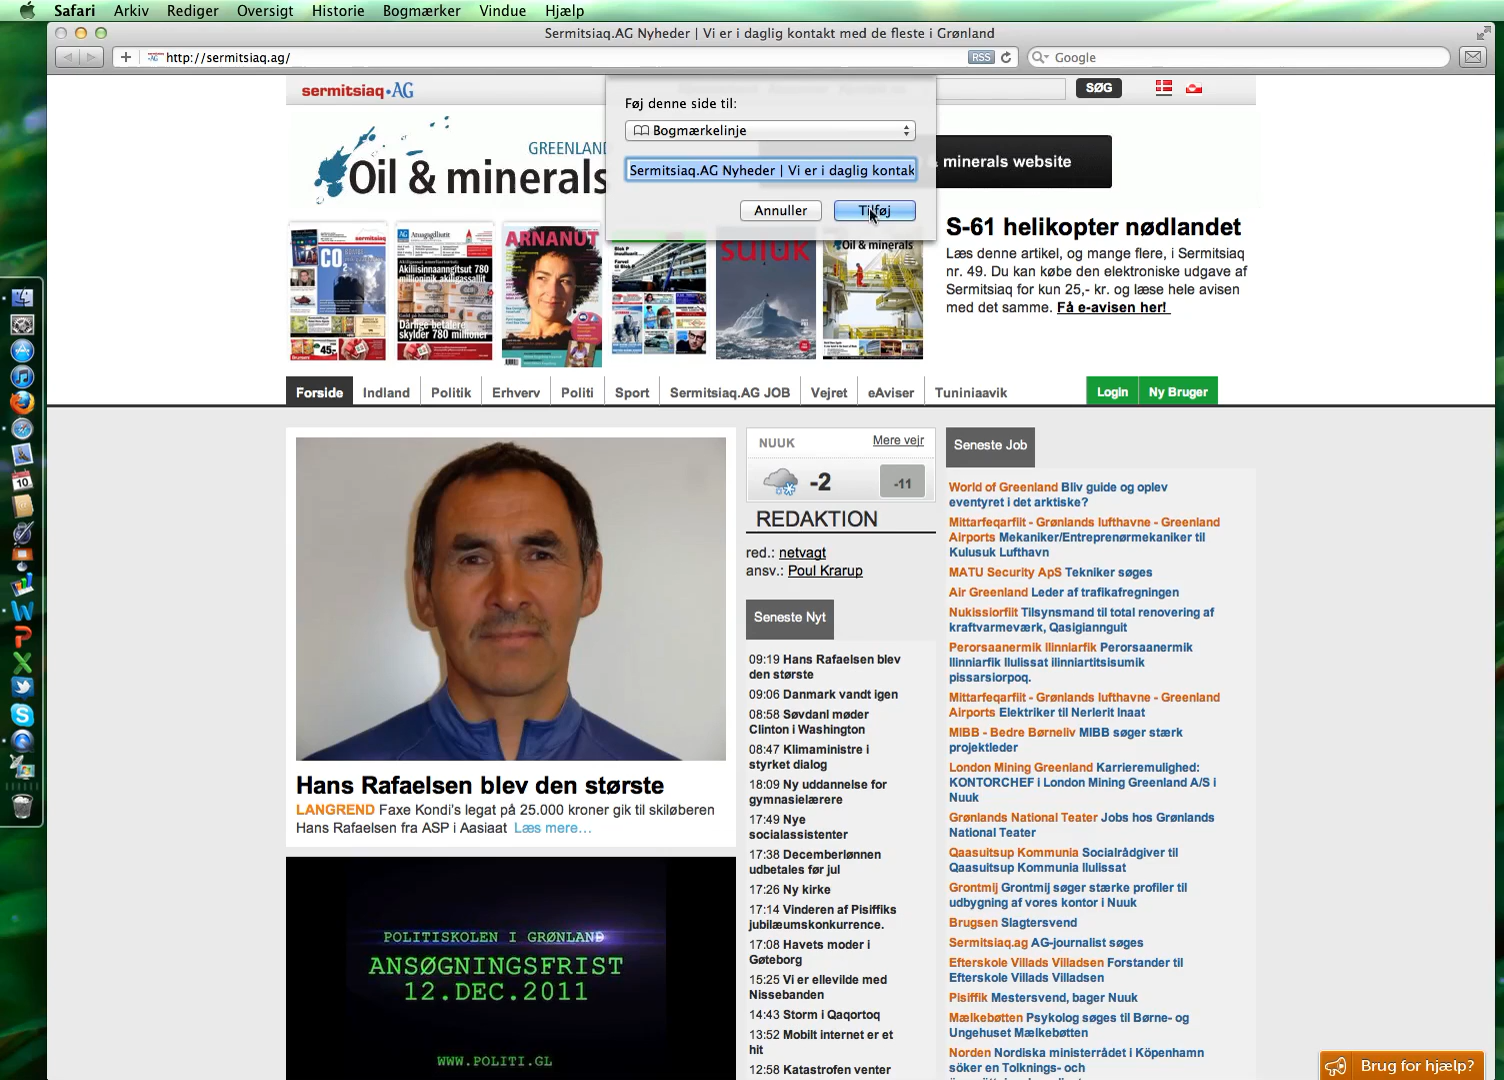 Safari Arkiv Rediger Oversigt Historie Bogmærker Vindue Hjælp
Sermitsiaq.AG Nyheder | Vi er i daglig kontakt med de fleste i Grønland
http://sermitsiaq.ag/
RSS
Google
sermitsiaq.AG
SØG
Føj denne side til:
Bogmærkelinje
Sermitsiaq.AG Nyheder | Vi er i daglig kontak
Annuller
Tilføj
GREENLAND
Oil & minerals
minerals website
S-61 helikopter nødlandet
Læs denne artikel, og mange flere, i Sermitsiaq
nr. 49. Du kan købe den elektroniske udgave af
Sermitsiaq for kun 25,- kr. og læse hele avisen
med det samme. Få e-avisen her!
CO2
45,-
Akiliisinnaanngitsut 780
millioninik akiligassallit
Dårlige betalere
skylder 780 millioner
ARNANUT
suluk
Oil & minerals
Forside Indland Politik Erhverv Politi Sport Sermitsiaq.AG JOB Vejret eAviser Tuniniaavik
Login Ny Bruger
Hans Rafaelsen blev den største
LANGREND Faxe Kondi's legat på 25.000 kroner gik til skiløberen
Hans Rafaelsen fra ASP i Aasiaat Læs mere...
POLITISKOLEN I GRØNLAND
ANSØGNINGSFRIST
12.DEC.2011
WWW.POLITI.GL
NUUK
Mere vejr
-2
-11
REDAKTION
red.: netvagt
ansv.: Poul Krarup
Seneste Nyt
09:19 Hans Rafaelsen blev
den største
09:06 Danmark vandt igen
08:58 Søvdanl møder
Clinton i Washington
08:47 Klimaministre i
styrket dialog
18:09 Ny uddannelse for
gymnasielærere
17:49 Nye
socialassistenter
17:38 Decemberlønnen
udbetales før jul
17:26 Ny kirke
17:14 Vinderen af Pisiffiks
jubilæumskonkurrence.
17:08 Havets moder i
Gøteborg
15:25 Vi er ellevilde med
Nissebanden
14:43 Storm i Qaqortoq
13:52 Mobilt internet er et
hit
12:58 Katastrofen venter
Seneste Job
World of Greenland Bliv guide og oplev
eventyret i det arktiske?
Mittarfeqarfiit - Grønlands lufthavne - Greenland
Airports Mekaniker/Entreprenørmekaniker til
Kulusuk Lufthavn
MATU Security ApS Tekniker søges
Air Greenland Leder af trafikafregningen
Nukissiorfiit Tilsynsmand til total renovering af
kraftvarmeværk, Qasigiannguit
Perorsaanermik Ilinniarfik Perorsaanermik
Ilinniarfik Ilulissat ilinniartitsisumik
pissarsiorpoq.
Mittarfeqarfiit - Grønlands lufthavne - Greenland
Airports Elektriker til Nerlerit Inaat
MIBB - Bedre Børneliv MIBB søger stærk
projektleder
London Mining Greenland Karrieremulighed:
KONTORCHEF i London Mining Greenland A/S i
Nuuk
Grønlands National Teater Jobs hos Grønlands
National Teater
Qaasuitsup Kommunia Socialrådgiver til
Qaasuitsup Kommunia Ilulissat
Grontmij Grontmij søger stærke profiler til
udbygning af vores kontor i Nuuk
Brugsen Slagtersvend
Sermitsiaq.ag AG-journalist søges
Efterskole Villads Villadsen Forstander til
Efterskole Villads Villadsen
Pisiffik Mestersvend, bager Nuuk
Mælkebøtten Psykolog søges til Børne- og
Ungehuset Mælkebøtten
Norden Nordiska ministerrådet i Köpenhamn
söker en Tolknings- och
Brug for hjælp?